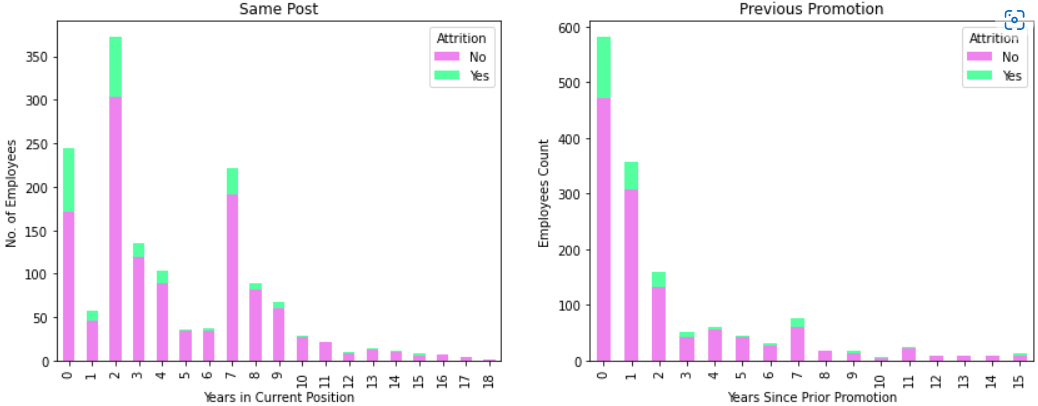 Same Post
Attrition
No
Yes
350
300
250
200
150
100
50
0
No. of Employees
0 1 2 3 4 5 6 7 8 9 10 11 12 13 14 15 16 17 18
Years in Current Position
Previous Promotion
Attrition
No
Yes
600
500
400
300
200
100
0
Employees Count
0 1 2 3 4 5 6 7 8 9 10 11 12 13 14 15
Years Since Prior Promotion